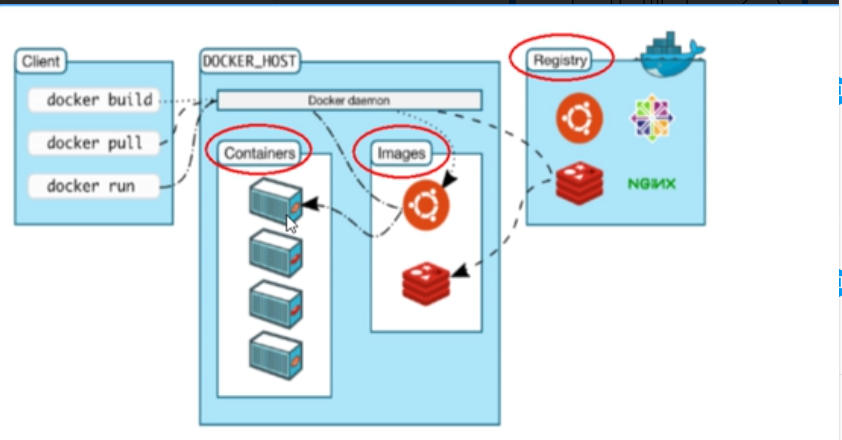 Client
docker build
docker pull
docker run
DOCKER_HOST
Docker daemon
Containers
Images
Registry
NGINX